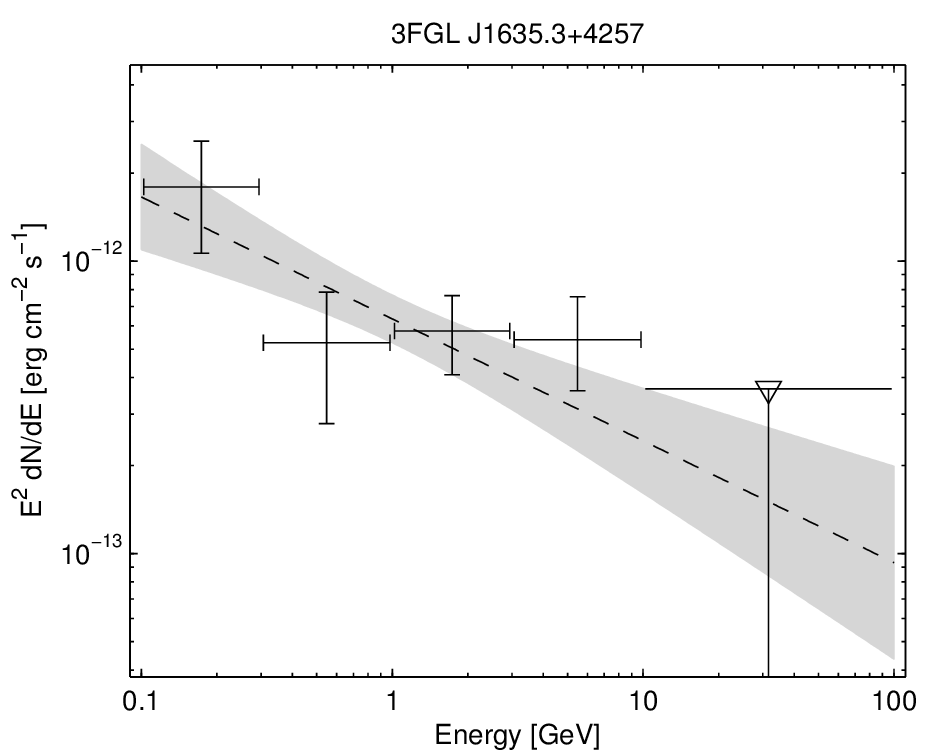 3FGL J1635.3+4257
E² dN/dE [erg cm⁻² s⁻¹]
10⁻¹²
10⁻¹³
0.1 1 10 100
Energy [GeV]